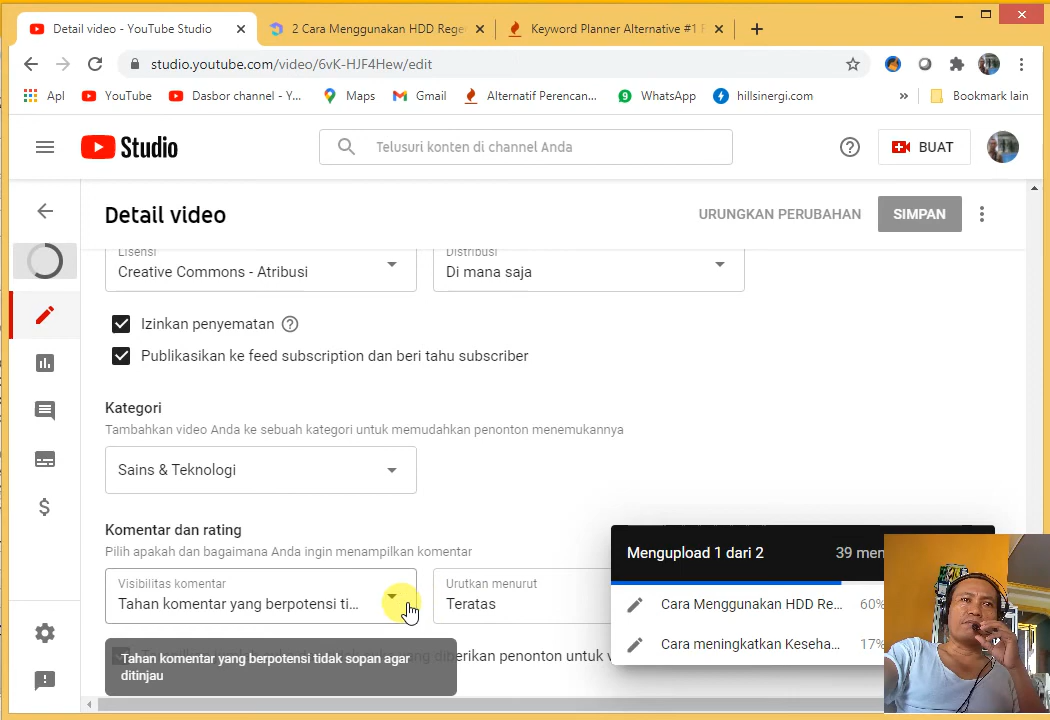 Detail video - YouTube Studio
2 Cara Menggunakan HDD Rege
Keyword Planner Alternative #1 F
studio.youtube.com/video/6vK-HJF4Hew/edit
Apl
YouTube
Dasbor channel - Y...
Maps
Gmail
Alternatif Perencan...
WhatsApp
hillsinergi.com
»
Bookmark lain
Studio
Telusuri konten di channel Anda
BUAT
Detail video
URUNGKAN PERUBAHAN
SIMPAN
Lisensi
Creative Commons - Atribusi
Distribusi
Di mana saja
Izinkan penyematan
Publikasikan ke feed subscription dan beri tahu subscriber
Kategori
Tambahkan video Anda ke sebuah kategori untuk memudahkan penonton menemukannya
Sains & Teknologi
Komentar dan rating
Pilih apakah dan bagaimana Anda ingin menampilkan komentar
Visibilitas komentar
Tahan komentar yang berpotensi ti...
Urutkan menurut
Teratas
Mengupload 1 dari 2
39 men
Cara Menggunakan HDD Re...
60%
Cara meningkatkan Keseha...
17%
diberikan penonton untuk v
Tahan komentar yang berpotensi tidak sopan agar
ditinjau